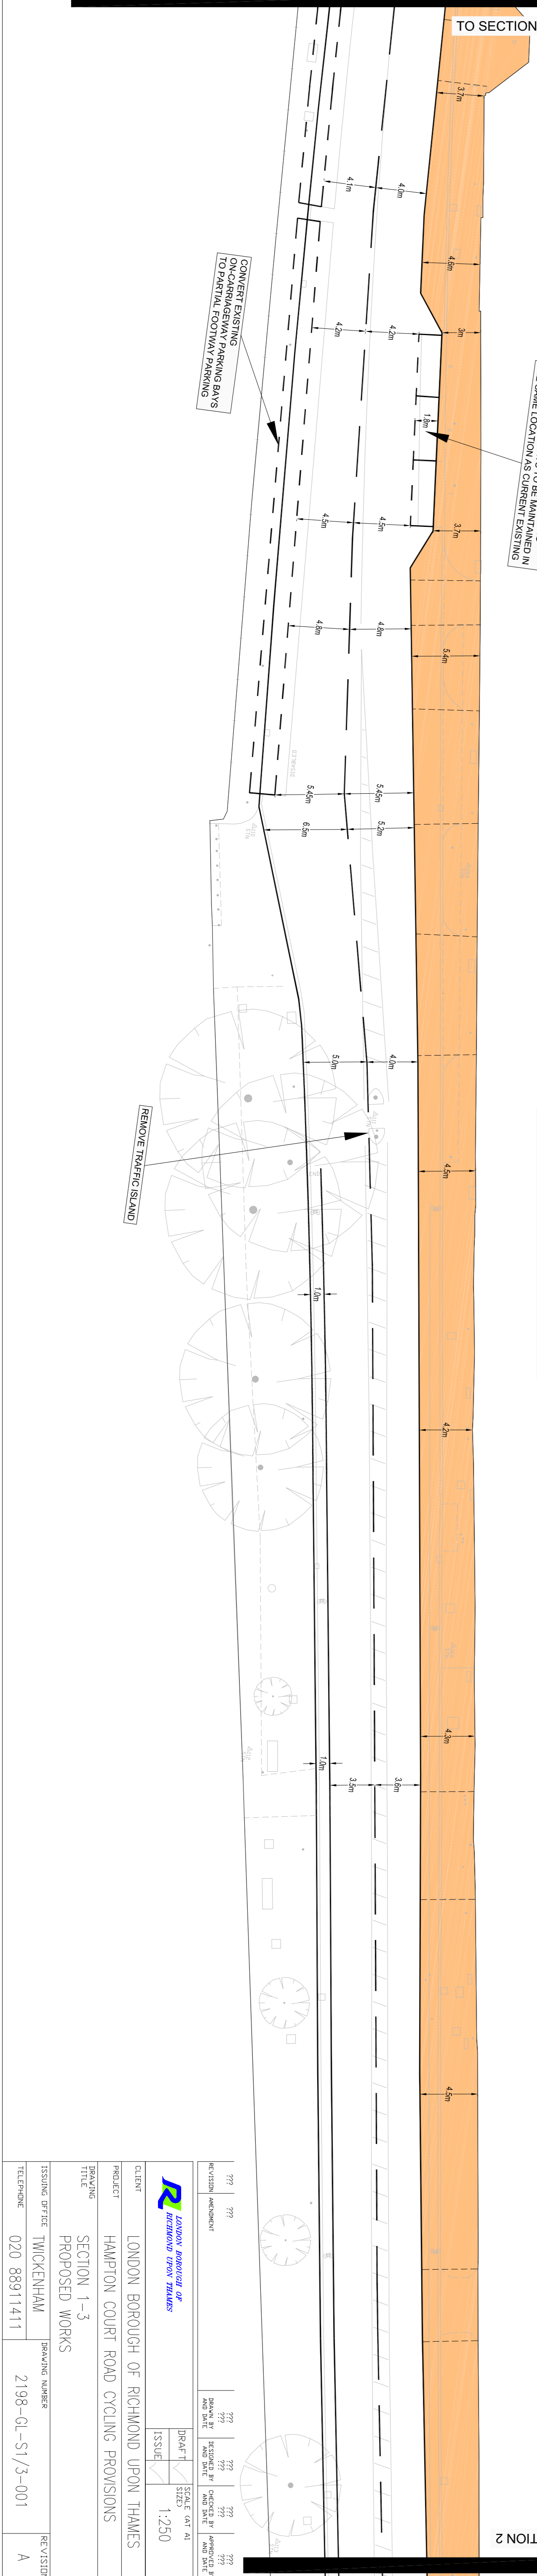 TO SECTION
3.7m
4.1m
4.0m
4.6m
4.2m
4.2m
3m
1.8m
CONVERT EXISTING
ON-CARRIAGEWAY PARKING BAYS
TO PARTIAL FOOTWAY PARKING
TO BE MAINTAINED IN
SAME LOCATION AS CURRENT EXISTING
4.5m
4.5m
3.7m
4.8m
4.8m
5.4m
5.45m
5.45m
6.5m
5.2m
5.0m
4.0m
REMOVE TRAFFIC ISLAND
4.5m
1.0m
4.2m
1.0m
3.5m
3.6m
4.3m
4.5m
TION 2
??? ??? ??? ??? ??? ???
??? ??? ??? ???
REVISION AMENDMENT DRAWN BY AND DATE DESIGNED BY AND DATE CHECKED BY AND DATE APPROVED BY AND DATE
LONDON BOROUGH OF
RICHMOND UPON THAMES
DRAFT
ISSUE
SCALE (AT A1 SIZE)
1:250
CLIENT
LONDON BOROUGH OF RICHMOND UPON THAMES
PROJECT
HAMPTON COURT ROAD CYCLING PROVISIONS
DRAWING TITLE
SECTION 1-3
PROPOSED WORKS
ISSUING OFFICE TWICKENHAM
TELEPHONE 020 88911411
DRAWING NUMBER
2198-GL-S1/3-001
REVISION
A